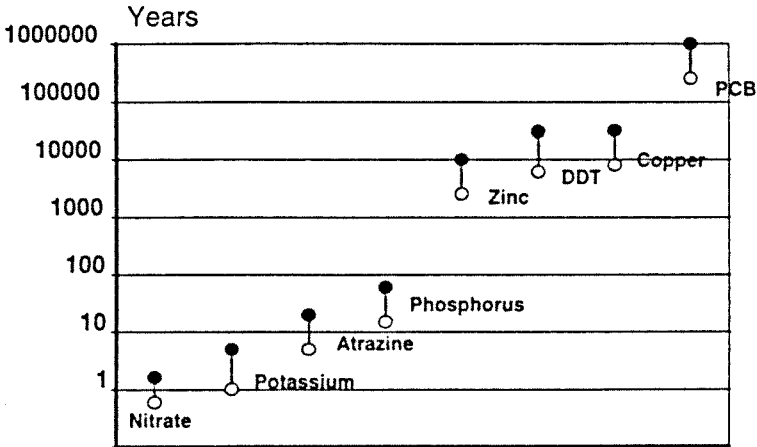 Years
1000000
100000
10000
1000
100
10
1
PCB
Copper
DDT
Zinc
Phosphorus
Atrazine
Potassium
Nitrate